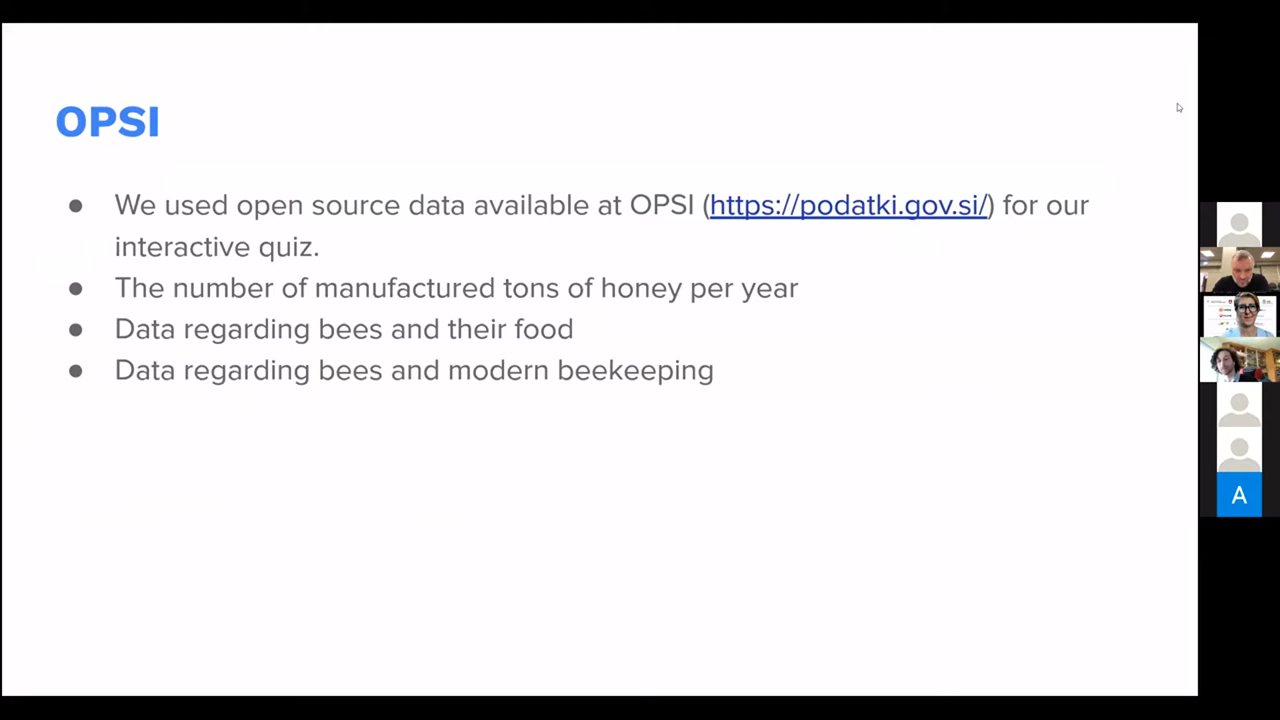 OPSI
● We used open source data available at OPSI (https://podatki.gov.si/) for our
interactive quiz.
● The number of manufactured tons of honey per year
● Data regarding bees and their food
● Data regarding bees and modern beekeeping
A